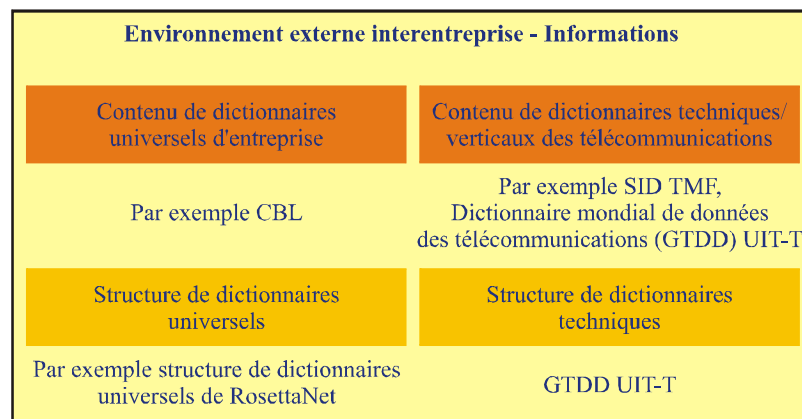 Environnement externe interentreprise - Informations
Contenu de dictionnaires
universels d'entreprise
Contenu de dictionnaires techniques/
verticaux des télécommunications
Par exemple CBL
Par exemple SID TMF,
Dictionnaire mondial de données
des télécommunications (GTDD) UIT-T
Structure de dictionnaires
universels
Structure de dictionnaires
techniques
Par exemple structure de dictionnaires
universels de RosettaNet
GTDD UIT-T